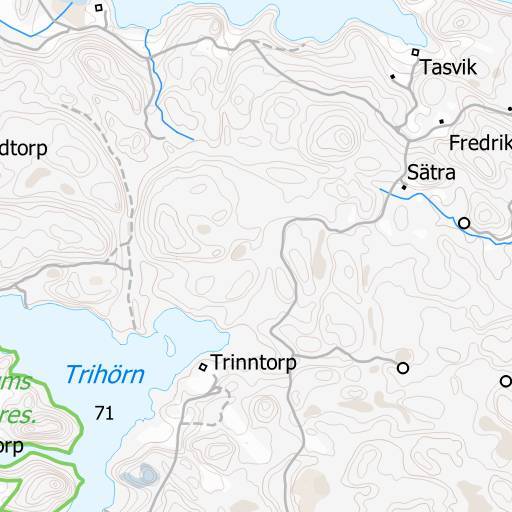 Tasvik
Fredrik
dtorp
Sätra
Trinntorp
Trihörn
ms
res.
71
orp